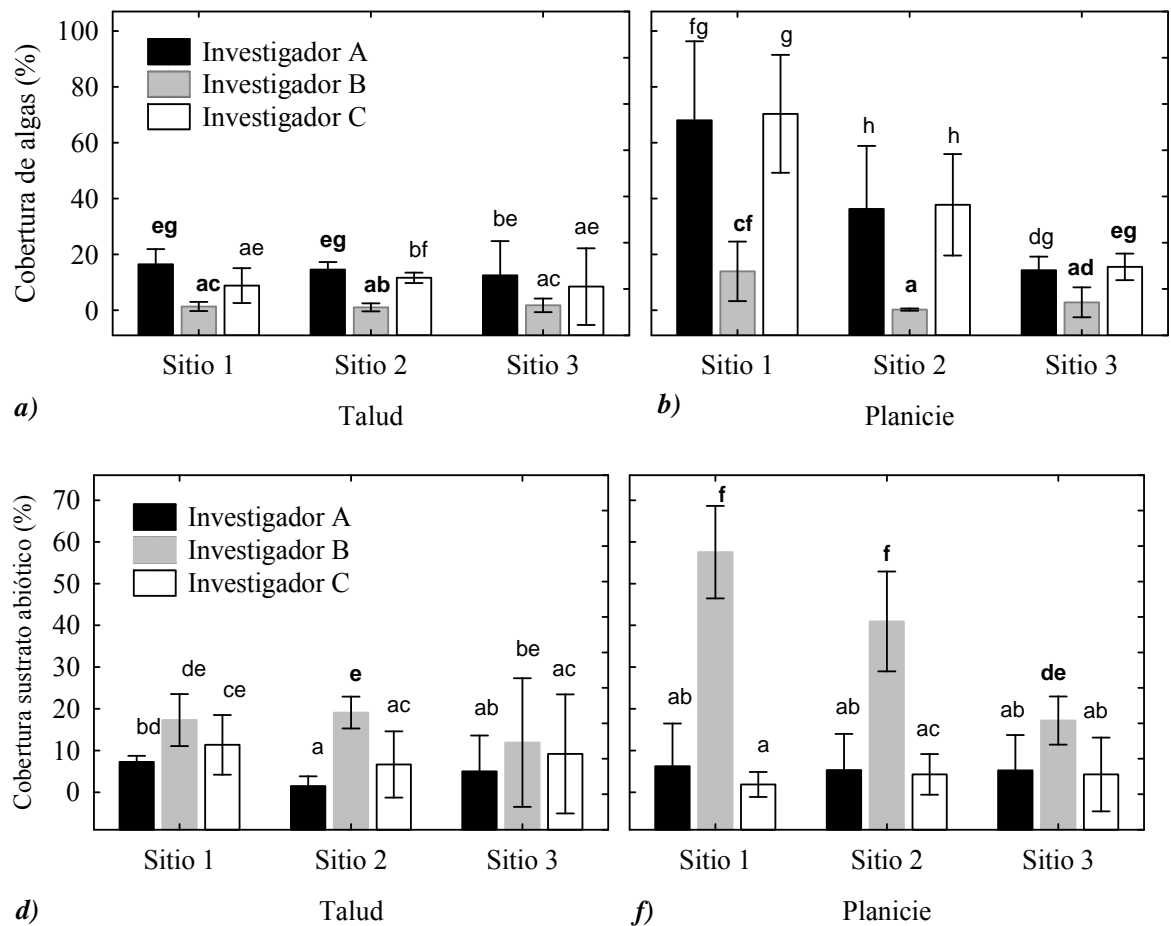 Cobertura de algas (%)
100
80
60
40
20
0
Investigador A
Investigador B
Investigador C
eg
ac
ae
eg
ab
bf
be
ac
ae
Sitio 1
Sitio 2
Sitio 3
a)
Talud
fg
cf
g
h
a
h
dg
ad
eg
Sitio 1
Sitio 2
Sitio 3
b)
Planicie
Cobertura sustrato abiótico (%)
70
60
50
40
30
20
10
0
Investigador A
Investigador B
Investigador C
bd
de
ce
a
e
ac
ab
be
ac
Sitio 1
Sitio 2
Sitio 3
d)
Talud
ab
f
a
ab
f
ac
ab
de
ab
Sitio 1
Sitio 2
Sitio 3
f)
Planicie